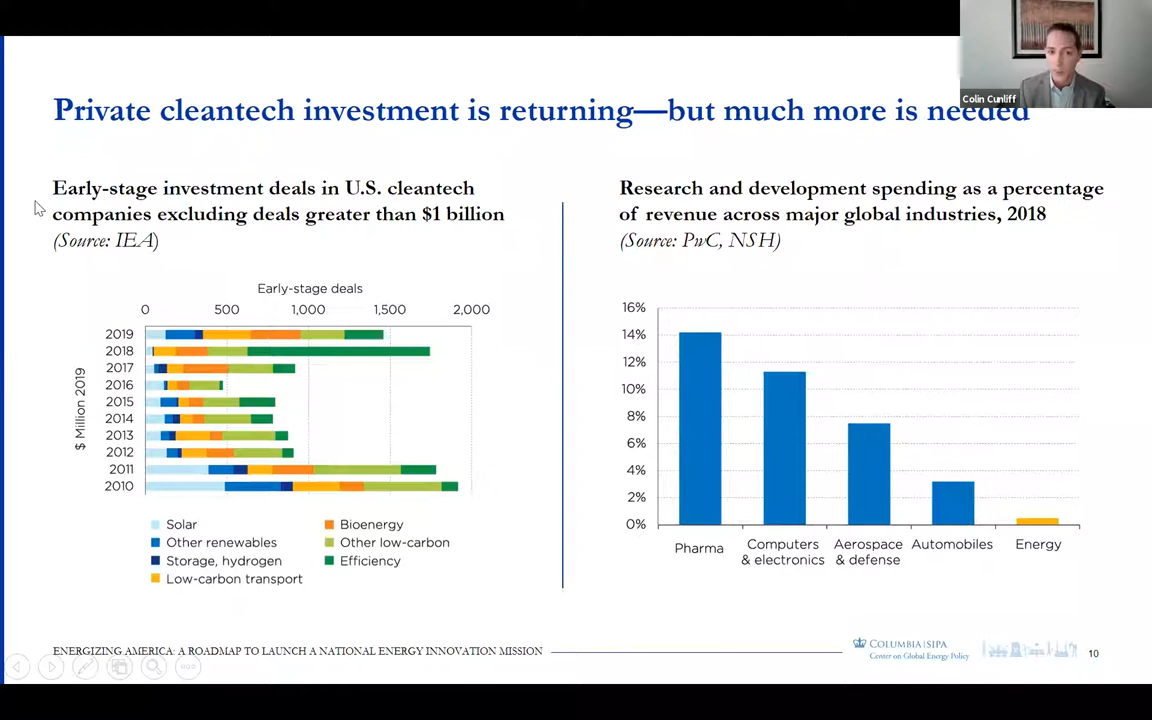 Colin Cunliff
Private cleantech investment is returning—but much more is needed
Early-stage investment deals in U.S. cleantech
companies excluding deals greater than $1 billion
(Source: IEA)
Early-stage deals
0 500 1,000 1,500 2,000
$ Million 2019
2019
2018
2017
2016
2015
2014
2013
2012
2011
2010
Solar
Other renewables
Storage, hydrogen
Low-carbon transport
Bioenergy
Other low-carbon
Efficiency
Research and development spending as a percentage
of revenue across major global industries, 2018
(Source: PwC, NSH)
16%
14%
12%
10%
8%
6%
4%
2%
0%
Pharma
Computers
& electronics
Aerospace
& defense
Automobiles
Energy
ENERGIZING AMERICA: A ROADMAP TO LAUNCH A NATIONAL ENERGY INNOVATION MISSION
COLUMBIA | SIPA
Center on Global Energy Policy
10